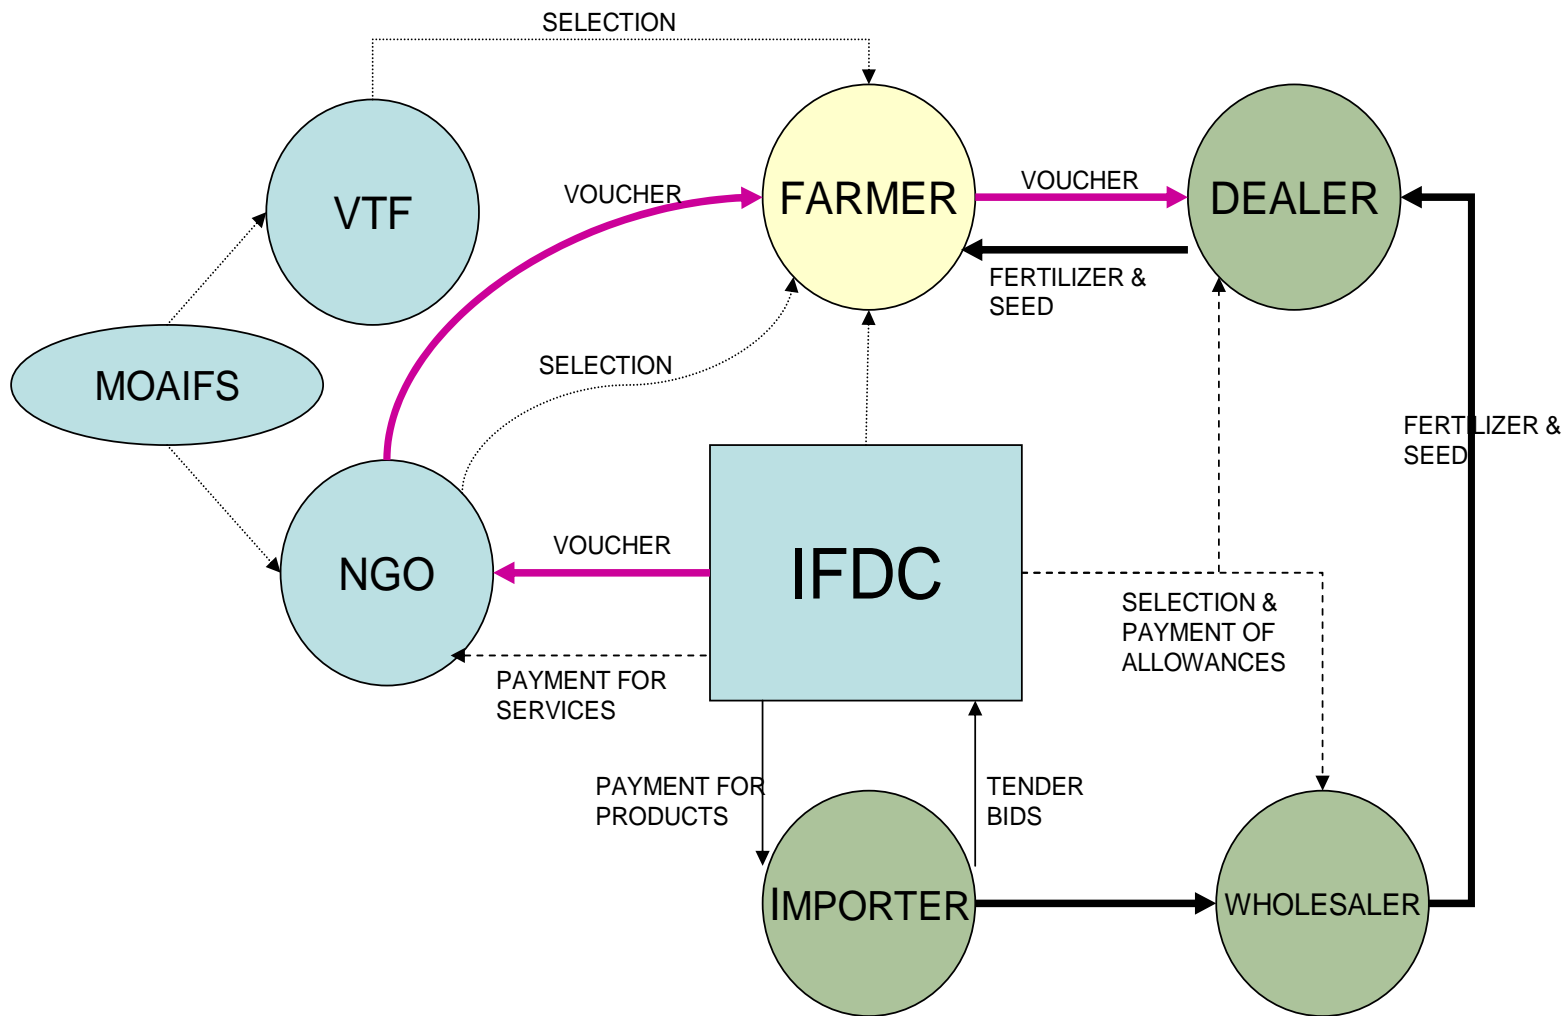 SELECTION
VTF
VOUCHER
FARMER
VOUCHER
DEALER
FERTILIZER &
SEED
MOAIFS
SELECTION
FERTILIZER &
SEED
NGO
VOUCHER
IFDC
SELECTION &
PAYMENT OF
ALLOWANCES
PAYMENT FOR
SERVICES
PAYMENT FOR
PRODUCTS
TENDER
BIDS
IMPORTER
WHOLESALER